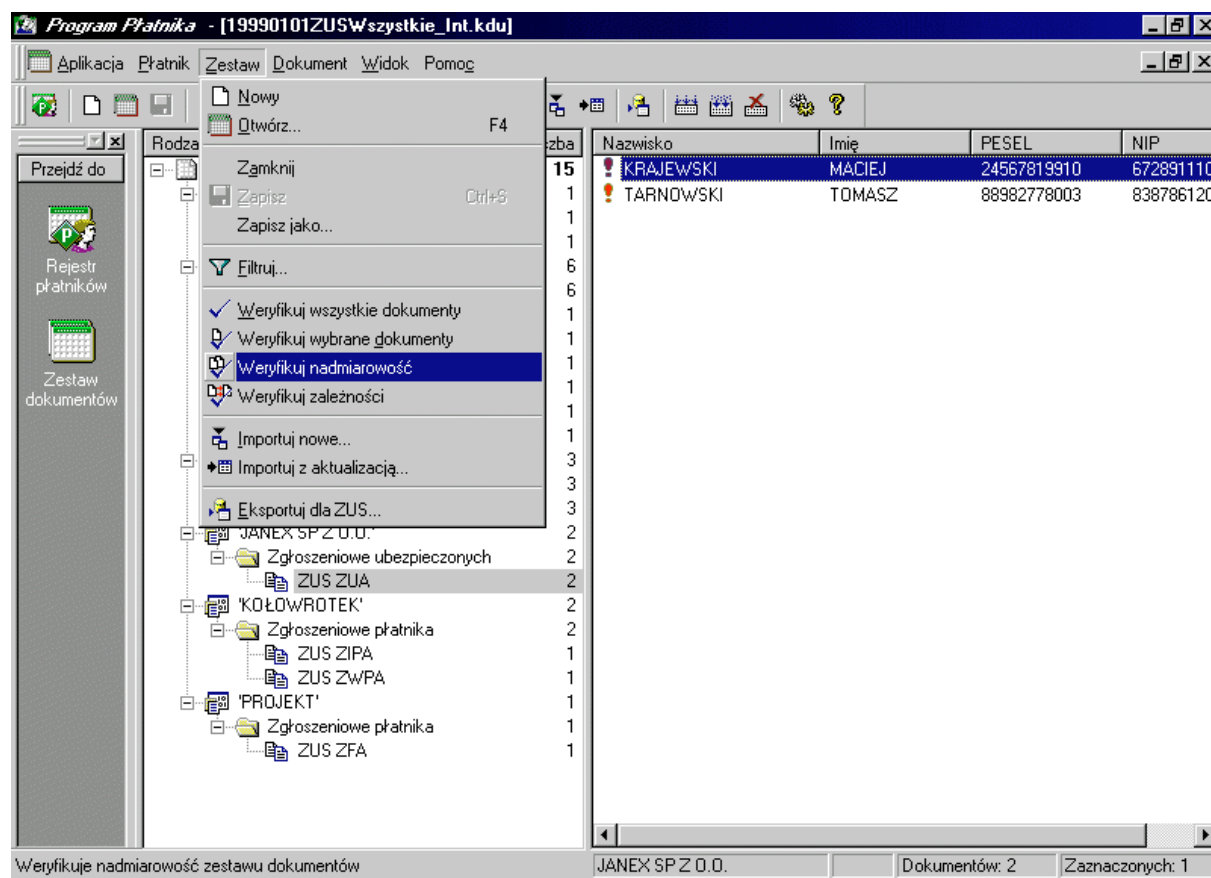 Program Płatnika - [19990101ZUSWszystkie_Int.kdu]
Aplikacja Płatnik Zestaw Dokument Widok Pomoc
Nowy
Otwórz... F4
Zamknij
Zapisz Ctrl+S
Zapisz jako...
Filtruj...
Weryfikuj wszystkie dokumenty
Weryfikuj wybrane dokumenty
Weryfikuj nadmiarowość
Weryfikuj zależności
Importuj nowe...
Importuj z aktualizacją...
Eksportuj dla ZUS...
Przejdź do
Rejestr
płatników
Zestaw
dokumentów
Rodza zba
15
1
1
1
6
6
1
1
1
1
1
1
3
3
3
'JANEX SP Z O.O.' 2
Zgłoszeniowe ubezpieczonych 2
ZUS ZUA 2
'KOŁOWROTEK' 2
Zgłoszeniowe płatnika 2
ZUS ZIPA 1
ZUS ZWPA 1
'PROJEKT' 1
Zgłoszeniowe płatnika 1
ZUS ZFA 1
Nazwisko Imię PESEL NIP
KRAJEWSKI MACIEJ 24567819910 672891110
TARNOWSKI TOMASZ 88982778003 838786120
Weryfikuje nadmiarowość zestawu dokumentów JANEX SP Z O.O. Dokumentów: 2 Zaznaczonych: 1